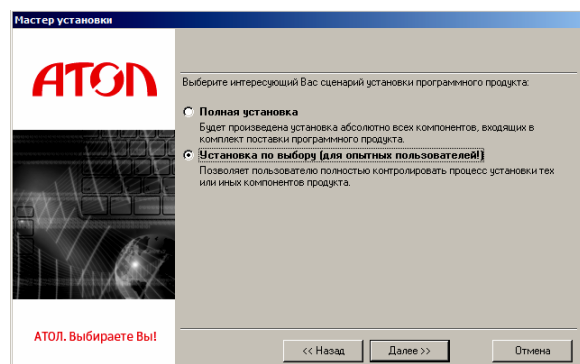 Мастер установки
АТОЛ
Выберите интересующий Вас сценарий установки программного продукта:
Полная установка
Будет произведена установка абсолютно всех компонентов, входящих в
комплект поставки программного продукта.
Установка по выбору (для опытных пользователей!)
Позволяет пользователю полностью контролировать процесс установки тех
или иных компонентов продукта.
АТОЛ. Выбираете Вы!
<< Назад
Далее >>
Отмена